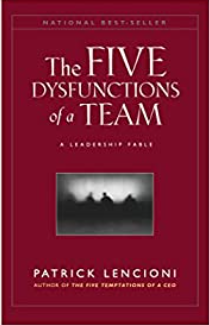 NATIONAL BEST-SELLER
The FIVE
DYSFUNCTIONS
of a TEAM
A LEADERSHIP FABLE
PATRICK LENCIONI
AUTHOR OF THE FIVE TEMPTATIONS OF A CEO